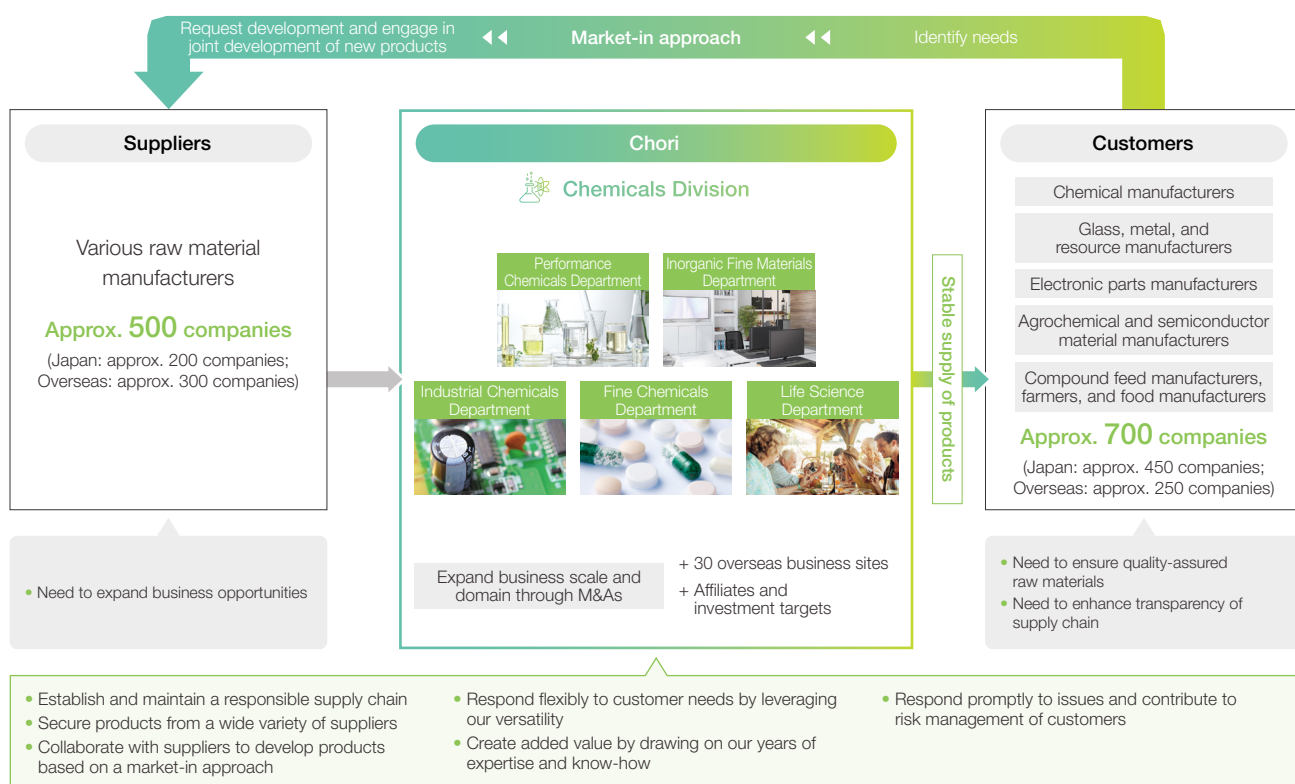 Request development and engage in
joint development of new products
Market-in approach
Identify needs
Suppliers
Various raw material
manufacturers
Approx. 500 companies
(Japan: approx. 200 companies;
Overseas: approx. 300 companies)
• Need to expand business opportunities
Chori
Chemicals Division
Performance
Chemicals Department
Inorganic Fine Materials
Department
Industrial Chemicals
Department
Fine Chemicals
Department
Life Science
Department
Expand business scale and
domain through M&As
+ 30 overseas business sites
+ Affiliates and
investment targets
Stable supply of products
Customers
Chemical manufacturers
Glass, metal, and
resource manufacturers
Electronic parts manufacturers
Agrochemical and semiconductor
material manufacturers
Compound feed manufacturers,
farmers, and food manufacturers
Approx. 700 companies
(Japan: approx. 450 companies;
Overseas: approx. 250 companies)
• Need to ensure quality-assured
raw materials
• Need to enhance transparency of
supply chain
• Establish and maintain a responsible supply chain
• Secure products from a wide variety of suppliers
• Collaborate with suppliers to develop products
based on a market-in approach
• Respond flexibly to customer needs by leveraging
our versatility
• Create added value by drawing on our years of
expertise and know-how
• Respond promptly to issues and contribute to
risk management of customers